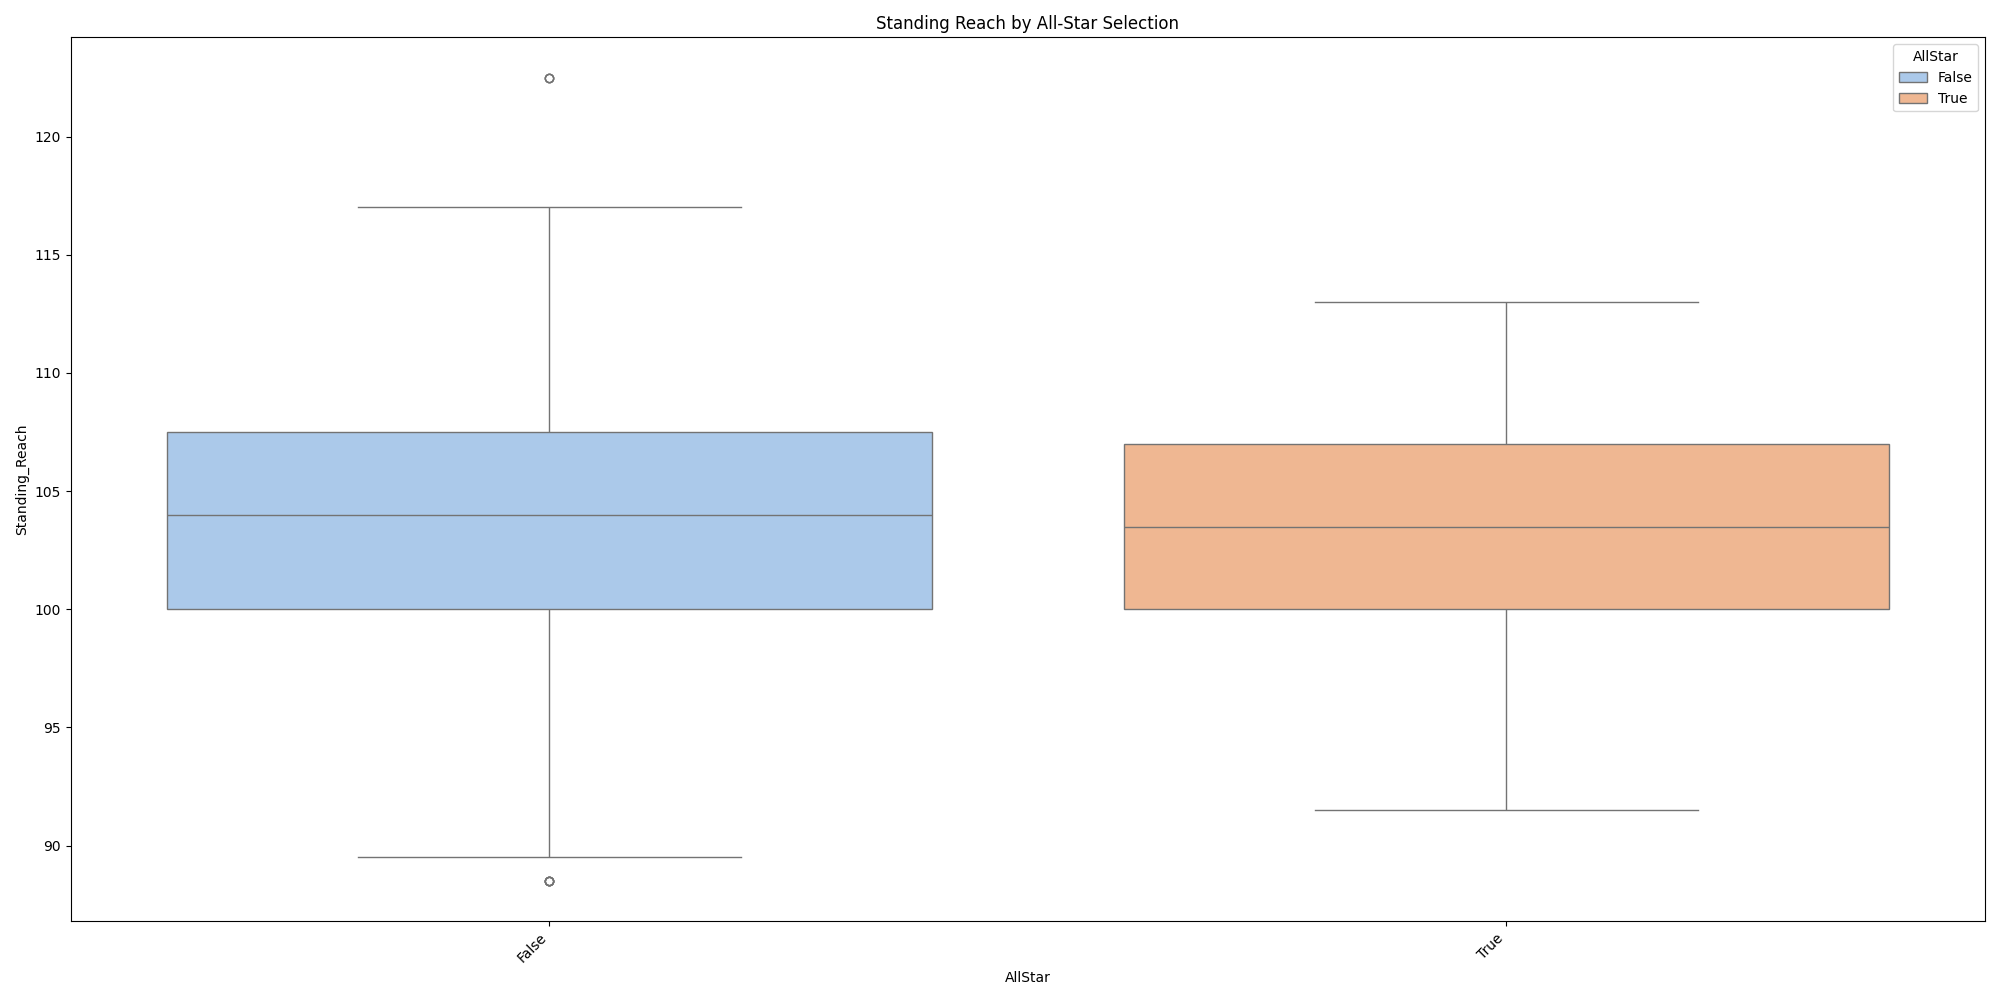 Standing Reach by All-Star Selection
AllStar
False
True
120
115
110
105
100
95
90
Standing_Reach
False
True
AllStar